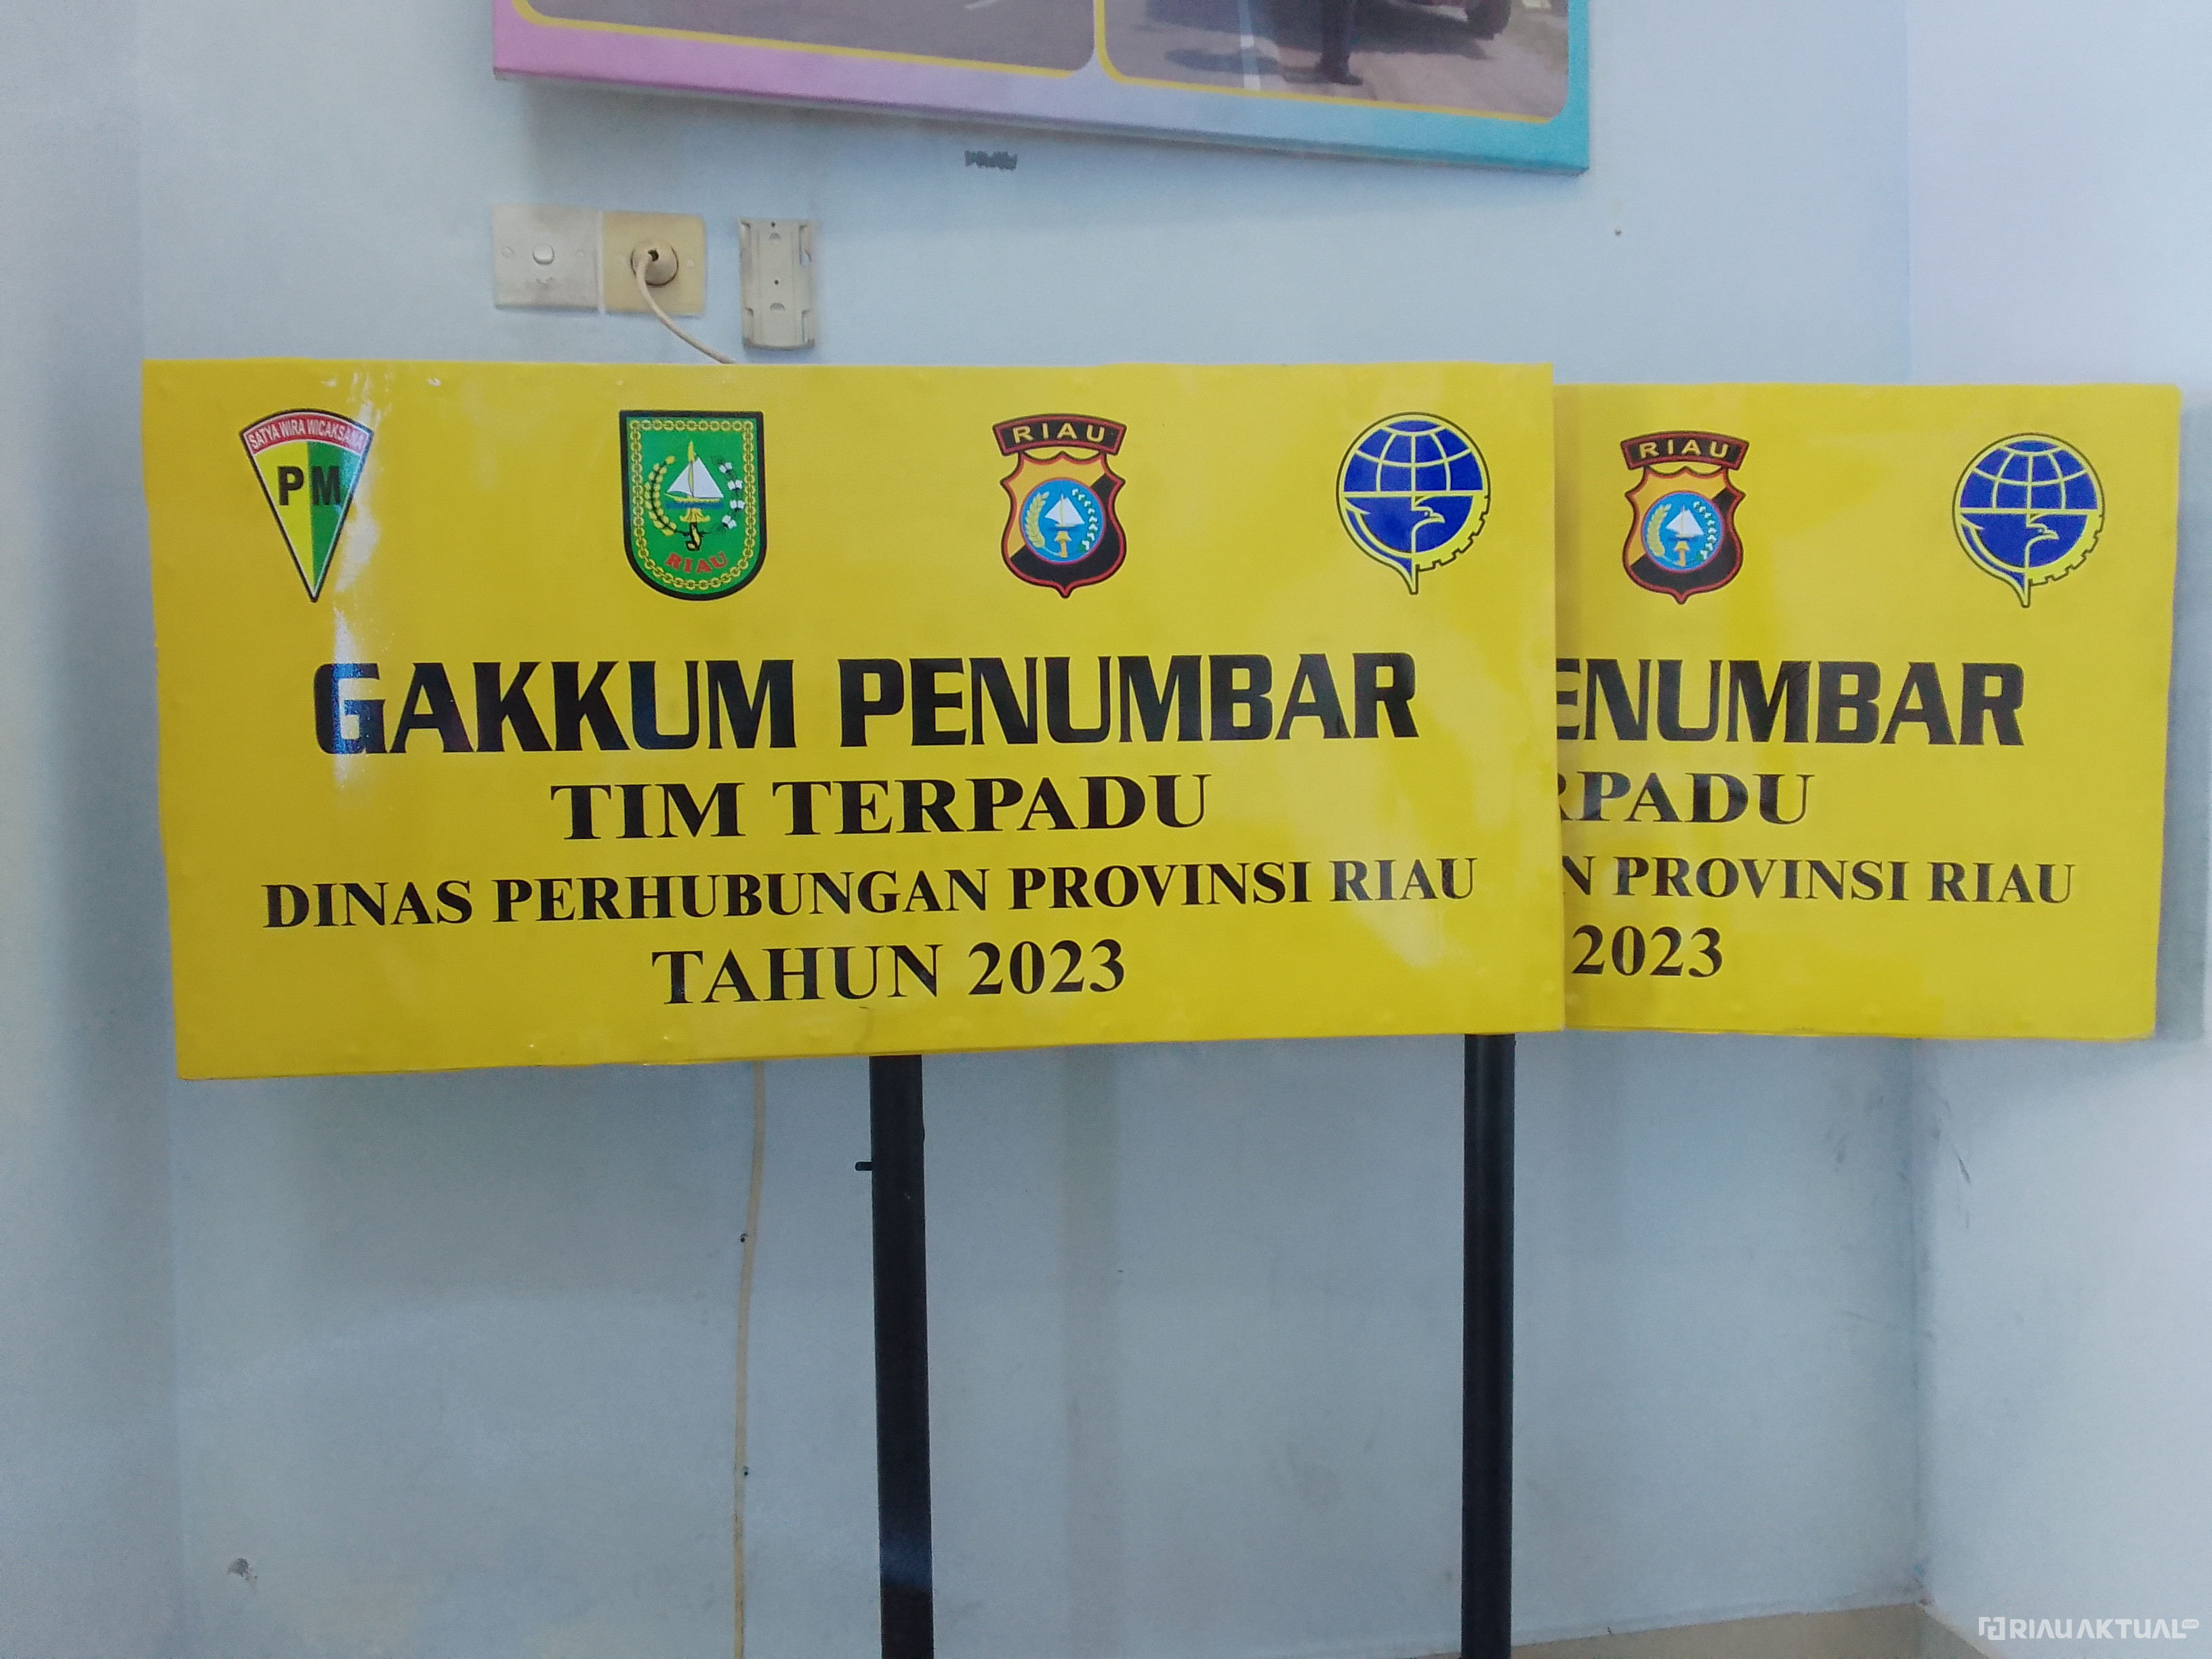 SATYA WIRA WICAKSANA
PM
RIAU
RIAU
GAKKUM PENUMBAR
TIM TERPADU
DINAS PERHUBUNGAN PROVINSI RIAU
TAHUN 2023
RIAU
ENUMBAR
RPADU
N PROVINSI RIAU
2023
RIAUAKTUAL